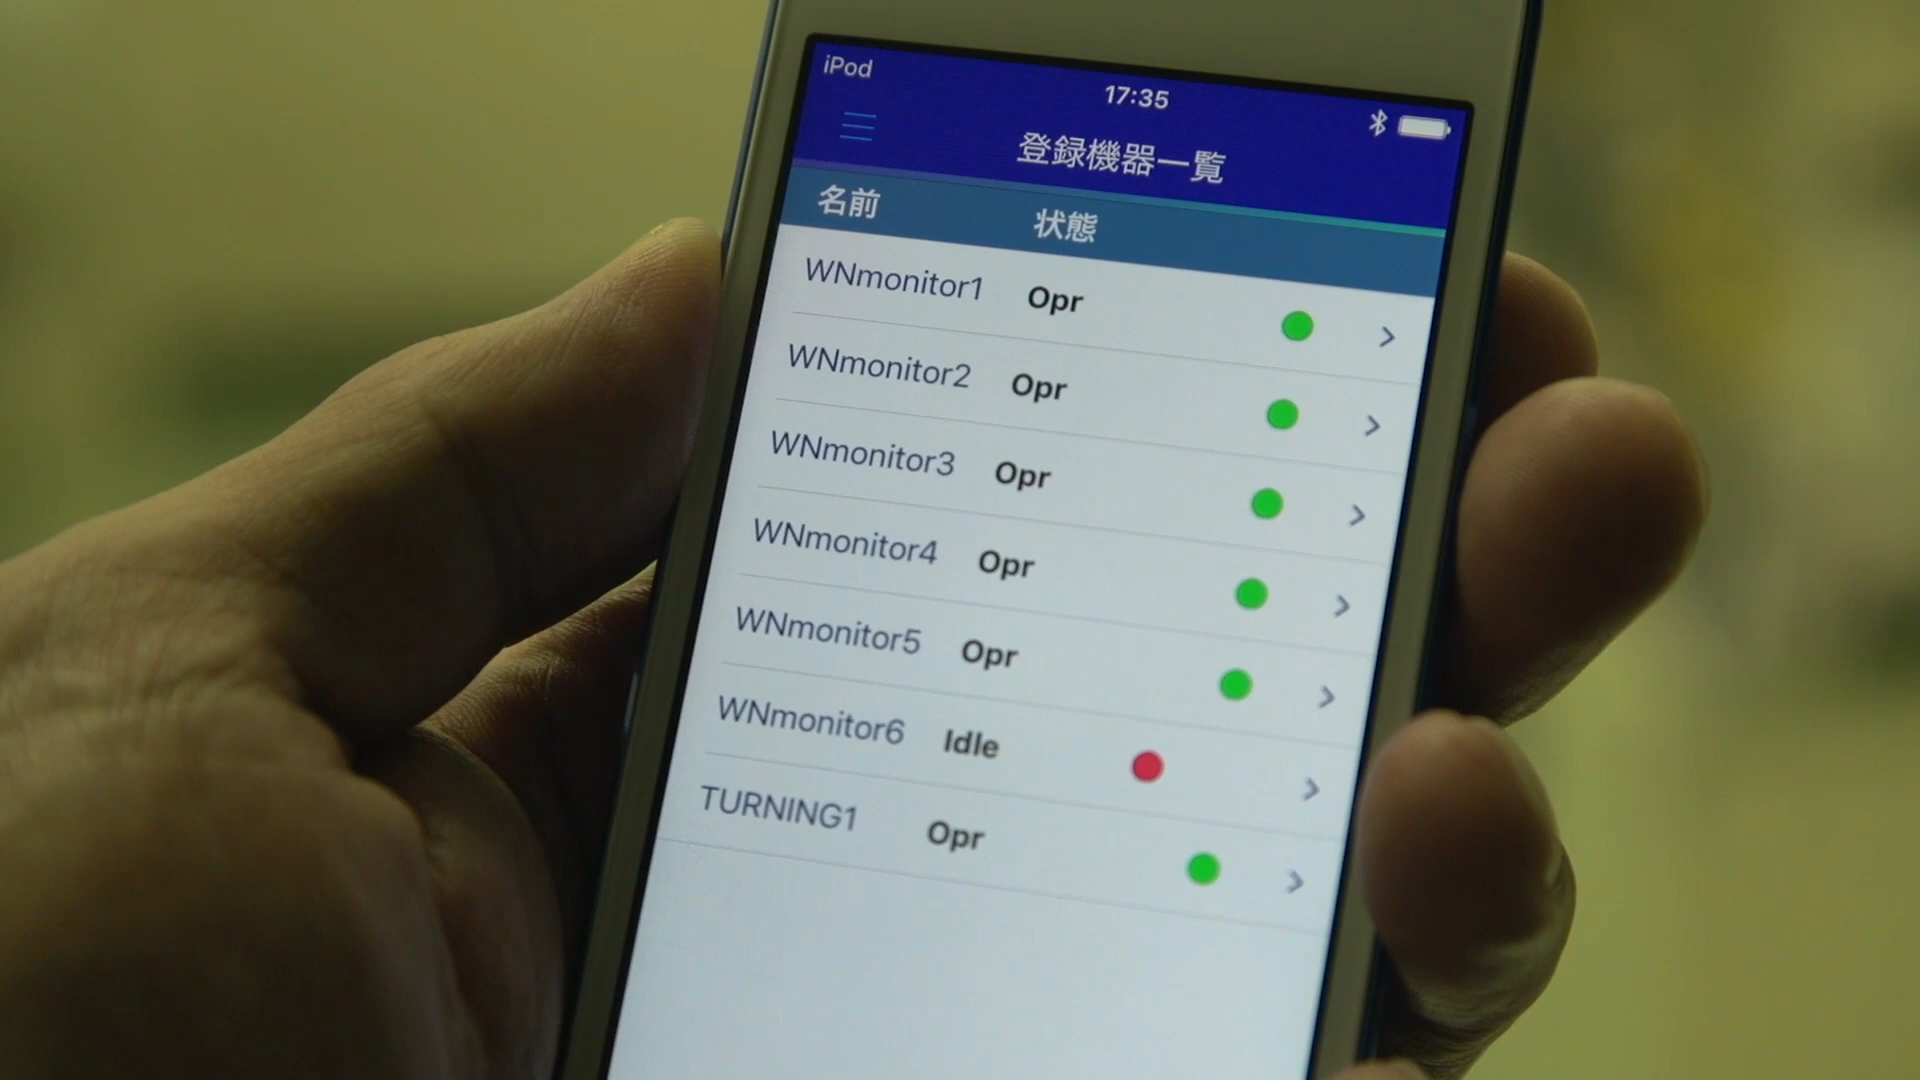 iPod
17:35
登録機器一覧
名前 状態
WNmonitor1 Opr
WNmonitor2 Opr
WNmonitor3 Opr
WNmonitor4 Opr
WNmonitor5 Opr
WNmonitor6 Idle
TURNING1 Opr